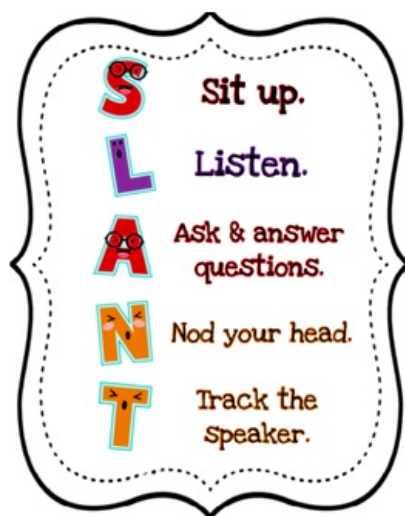 S Sit up.
L Listen.
A Ask & answer
questions.
N Nod your head.
T Track the
speaker.